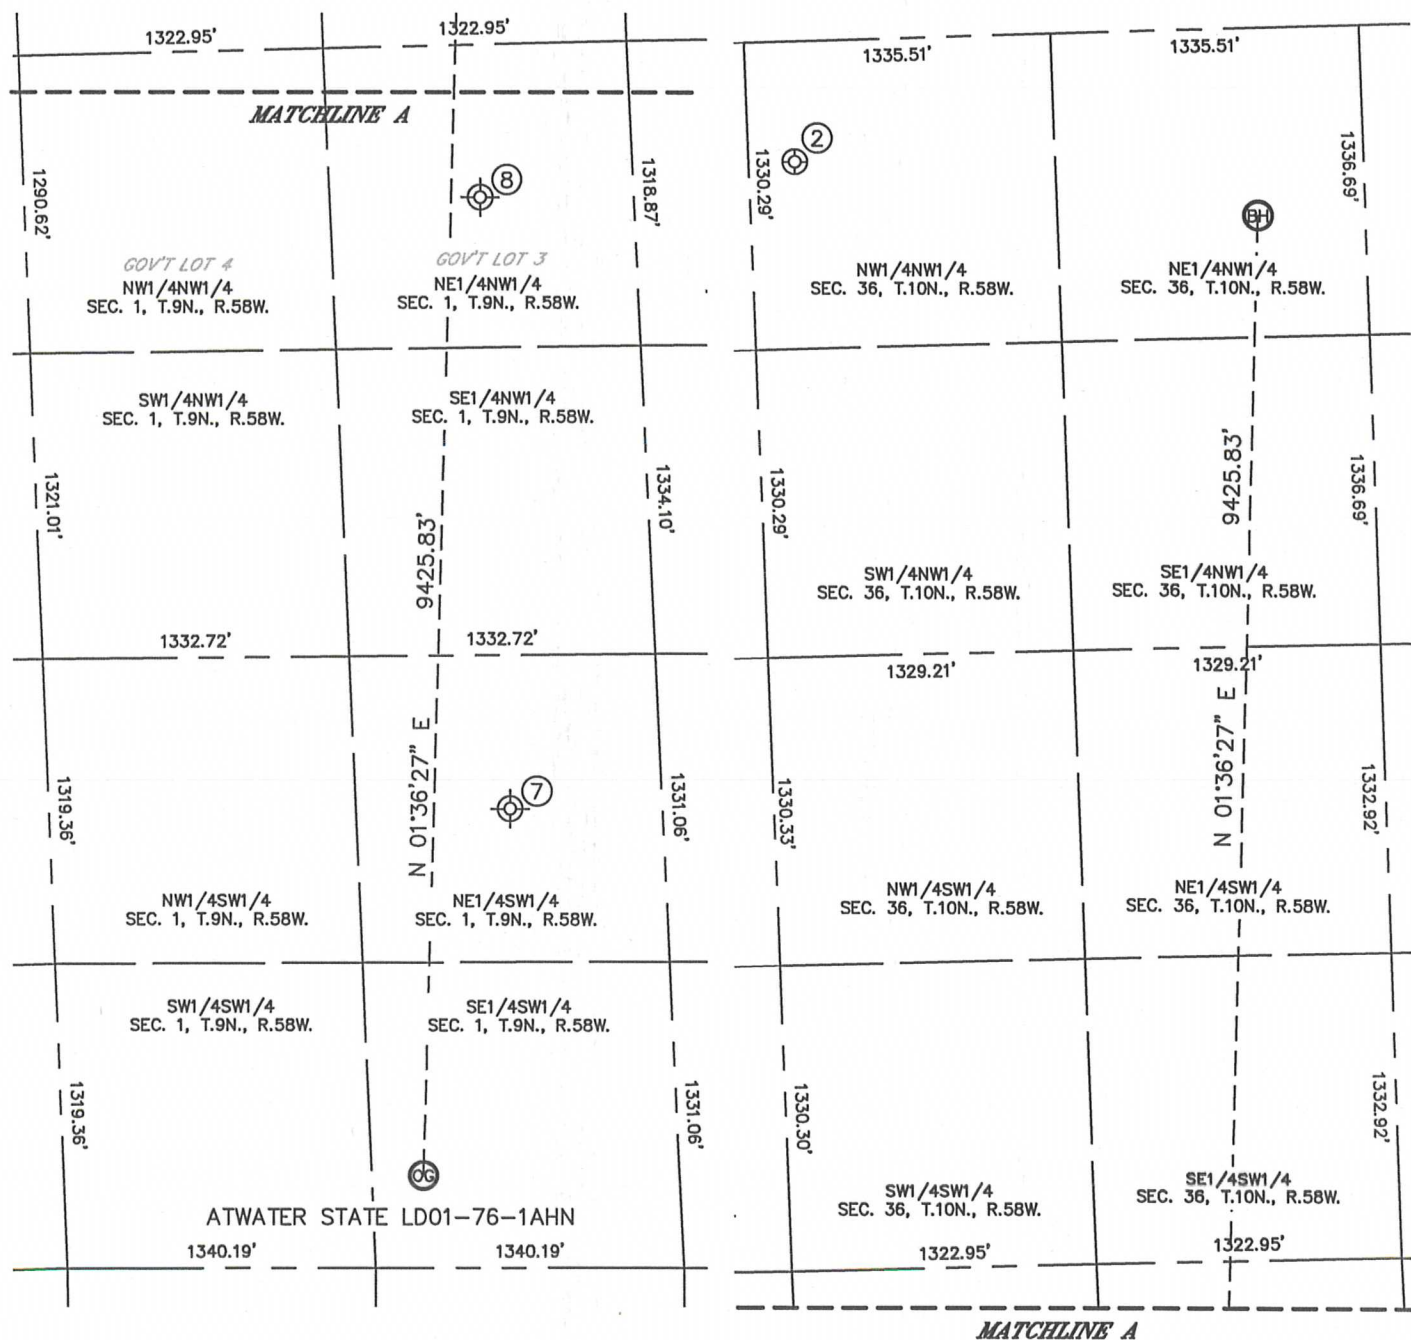 1322.95'
1322.95'
MATCHLINE A
8
1290.62'
1318.87'
GOV'T LOT 4
NW1/4NW1/4
SEC. 1, T.9N., R.58W.
GOV'T LOT 3
NE1/4NW1/4
SEC. 1, T.9N., R.58W.
SW1/4NW1/4
SEC. 1, T.9N., R.58W.
SE1/4NW1/4
SEC. 1, T.9N., R.58W.
1321.01'
1334.10'
9425.83'
1332.72'
1332.72'
N 01°36'27" E
7
1319.36'
1331.06'
NW1/4SW1/4
SEC. 1, T.9N., R.58W.
NE1/4SW1/4
SEC. 1, T.9N., R.58W.
SW1/4SW1/4
SEC. 1, T.9N., R.58W.
SE1/4SW1/4
SEC. 1, T.9N., R.58W.
1319.36'
1331.06'
OG
ATWATER STATE LD01-76-1AHN
1340.19'
1340.19'
1335.51'
1335.51'
2
1330.29'
1336.69'
BH
NW1/4NW1/4
SEC. 36, T.10N., R.58W.
NE1/4NW1/4
SEC. 36, T.10N., R.58W.
1330.29'
9425.83'
1336.69'
SW1/4NW1/4
SEC. 36, T.10N., R.58W.
SE1/4NW1/4
SEC. 36, T.10N., R.58W.
1329.21'
1329.21'
N 01°36'27" E
1330.33'
1332.92'
NW1/4SW1/4
SEC. 36, T.10N., R.58W.
NE1/4SW1/4
SEC. 36, T.10N., R.58W.
1330.30'
1332.92'
SW1/4SW1/4
SEC. 36, T.10N., R.58W.
SE1/4SW1/4
SEC. 36, T.10N., R.58W.
1322.95'
1322.95'
MATCHLINE A